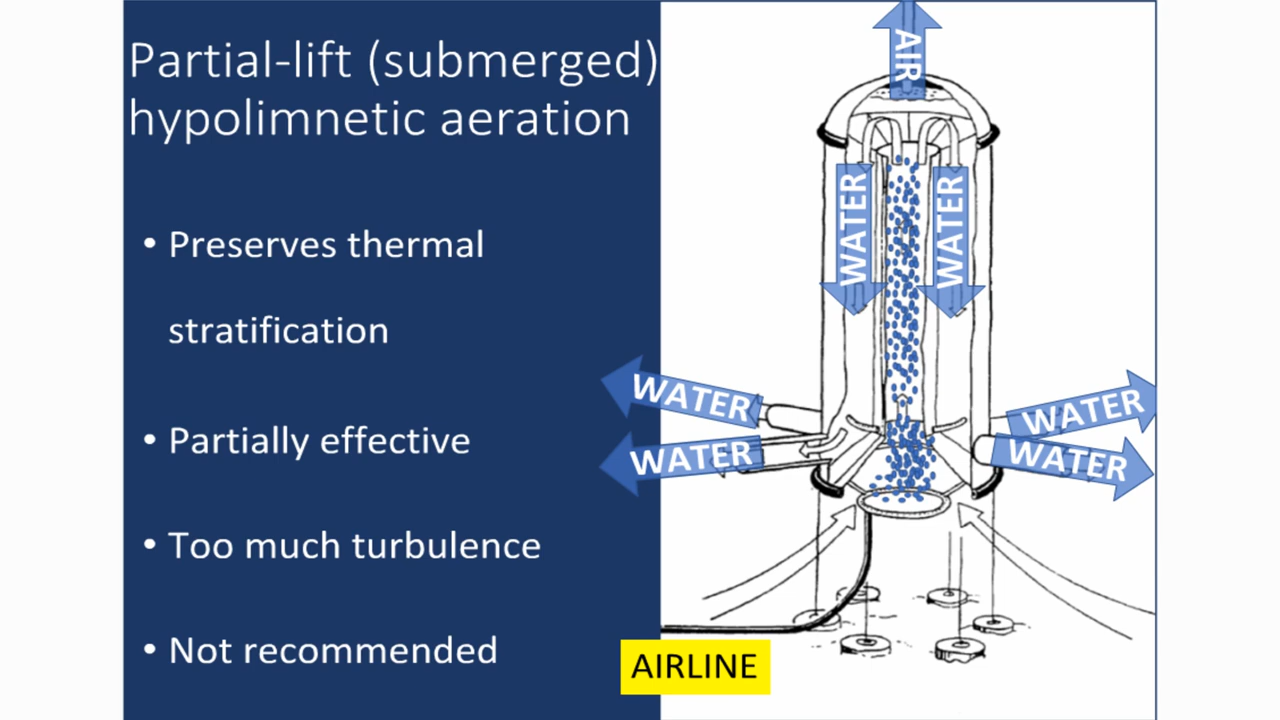 Partial-lift (submerged)
hypolimnetic aeration
• Preserves thermal
stratification
• Partially effective
• Too much turbulence
• Not recommended
AIR
WATER
WATER
WATER
WATER
WATER
WATER
AIRLINE